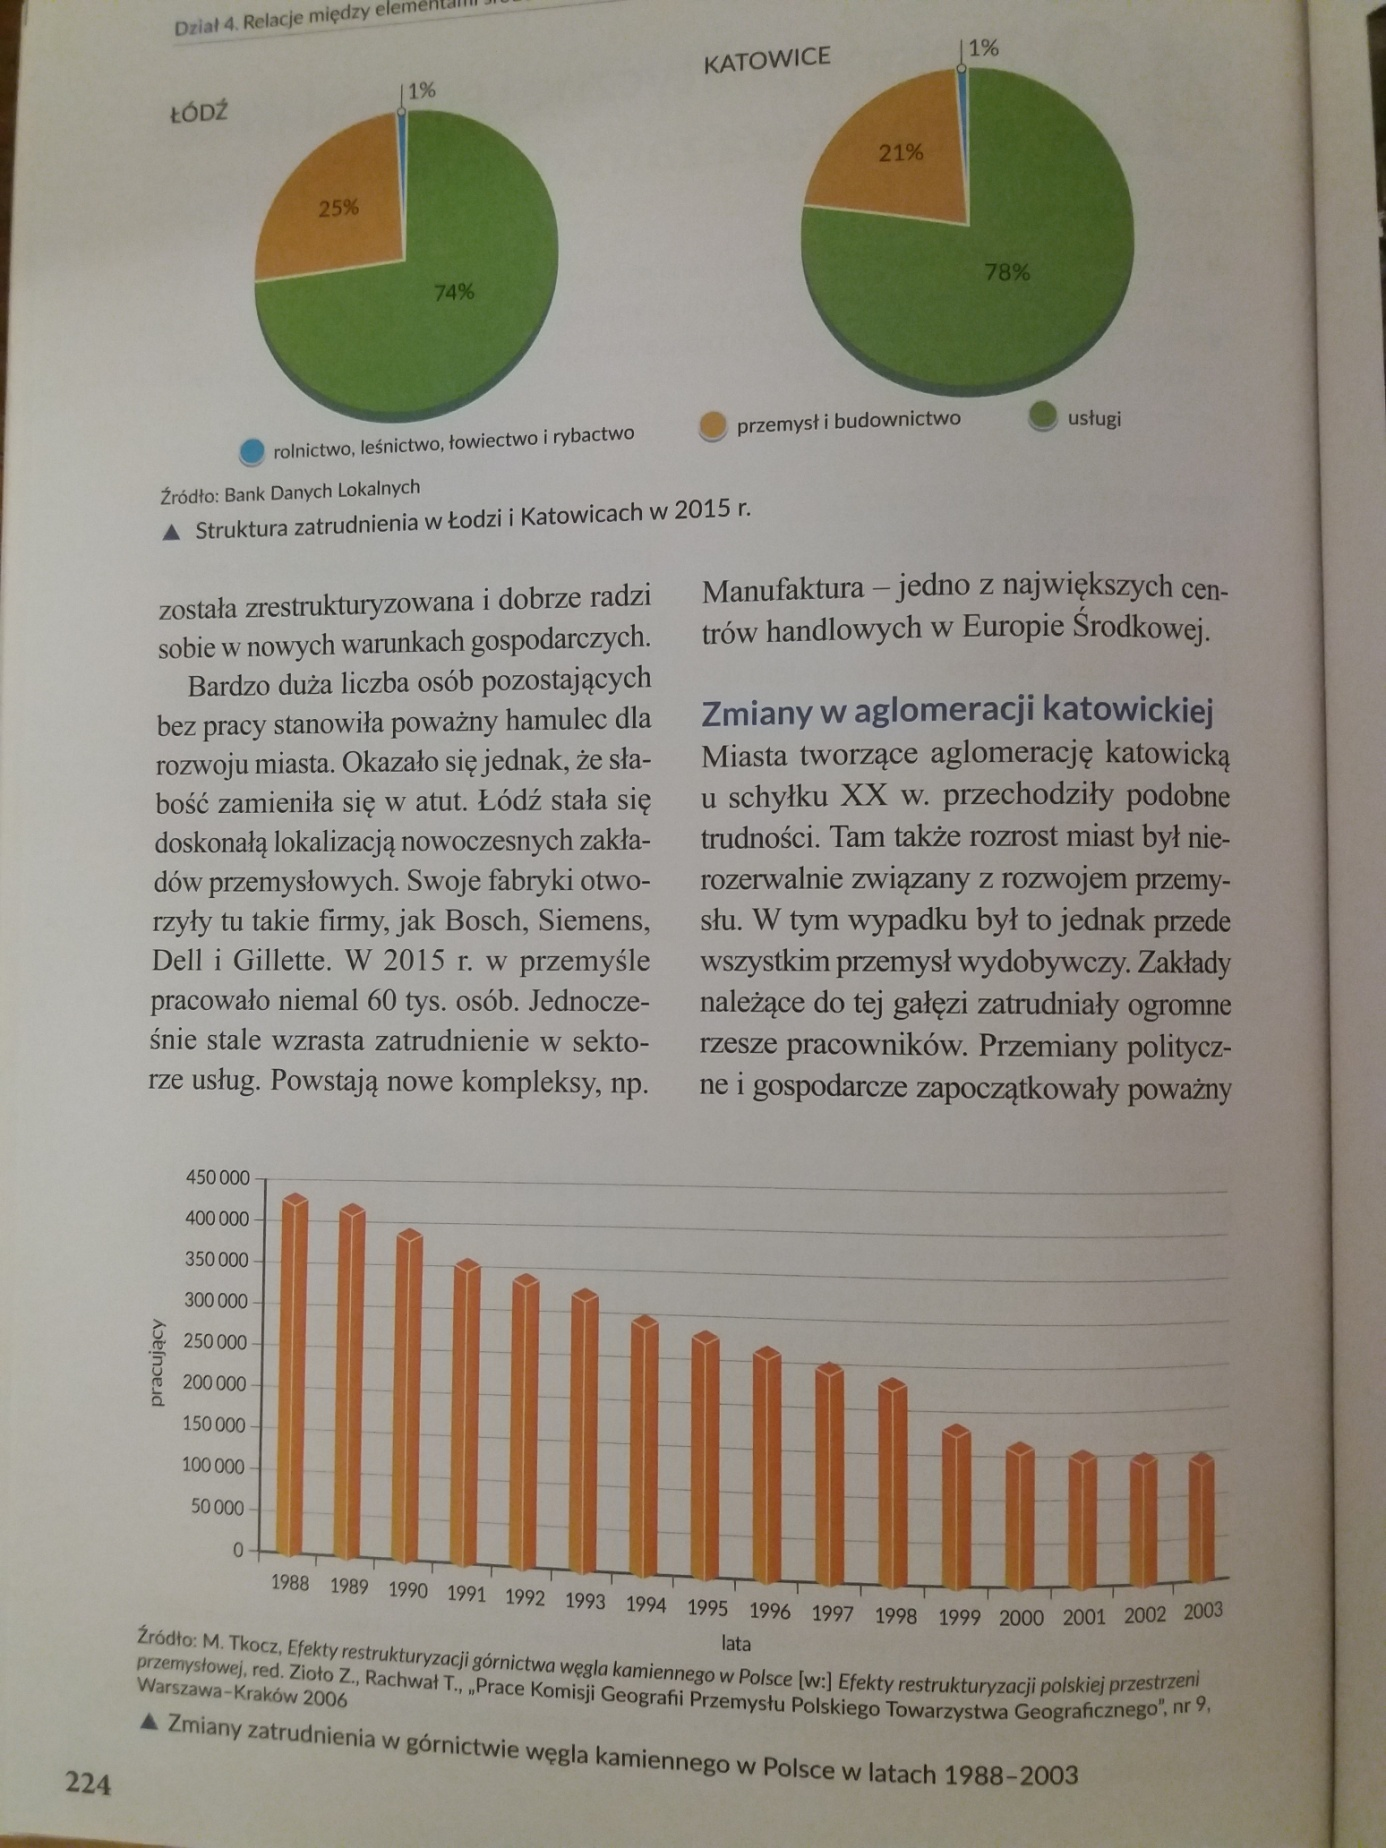 Dział 4. Relacje między elementami
ŁÓDŹ
1%
25%
74%
KATOWICE
1%
21%
78%
rolnictwo, leśnictwo, łowiectwo i rybactwo
przemysł i budownictwo
usługi
Źródło: Bank Danych Lokalnych
▲ Struktura zatrudnienia w Łodzi i Katowicach w 2015 r.
została zrestrukturyzowana i dobrze radzi
sobie w nowych warunkach gospodarczych.
Bardzo duża liczba osób pozostających
bez pracy stanowiła poważny hamulec dla
rozwoju miasta. Okazało się jednak, że sła-
bość zamieniła się w atut. Łódź stała się
doskonałą lokalizacją nowoczesnych zakła-
dów przemysłowych. Swoje fabryki otwo-
rzyły tu takie firmy, jak Bosch, Siemens,
Dell i Gillette. W 2015 r. w przemyśle
pracowało niemal 60 tys. osób. Jednocze-
śnie stale wzrasta zatrudnienie w sekto-
rze usług. Powstają nowe kompleksy, np.
Manufaktura – jedno z największych cen-
trów handlowych w Europie Środkowej.
Zmiany w aglomeracji katowickiej
Miasta tworzące aglomerację katowicką
u schyłku XX w. przechodziły podobne
trudności. Tam także rozrost miast był nie-
rozerwalnie związany z rozwojem przemy-
słu. W tym wypadku był to jednak przede
wszystkim przemysł wydobywczy. Zakłady
należące do tej gałęzi zatrudniały ogromne
rzesze pracowników. Przemiany politycz-
ne i gospodarcze zapoczątkowały poważny
pracujący
450 000
400 000
350 000
300 000
250 000
200 000
150 000
100 000
50 000
0
1988 1989 1990 1991 1992 1993 1994 1995 1996 1997 1998 1999 2000 2001 2002 2003
lata
Źródło: M. Tkocz, Efekty restrukturyzacji górnictwa węgla kamiennego w Polsce [w:] Efekty restrukturyzacji polskiej przestrzeni
przemysłowej, red. Zioło Z., Rachwał T., „Prace Komisji Geografii Przemysłu Polskiego Towarzystwa Geograficznego”, nr 9,
Warszawa–Kraków 2006
▲ Zmiany zatrudnienia w górnictwie węgla kamiennego w Polsce w latach 1988–2003
224